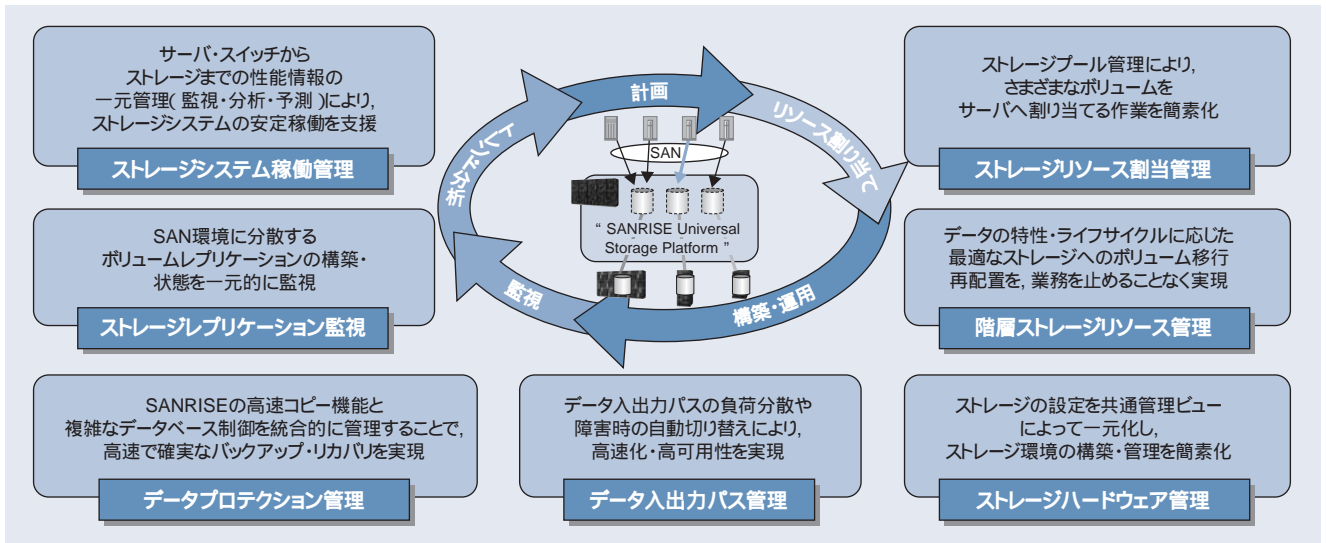 サーバ・スイッチから
ストレージまでの性能情報の
一元管理(監視・分析・予測)により,
ストレージシステムの安定稼働を支援
ストレージシステム稼働管理
SAN環境に分散する
ボリュームレプリケーションの構築・
状態を一元的に監視
ストレージレプリケーション監視
SANRISEの高速コピー機能と
複雑なデータベース制御を統合的に管理することで,
高速で確実なバックアップ・リカバリを実現
データプロテクション管理
計画
リソース割り当て
構築・運用
監視
SAN
“ SANRISE Universal
Storage Platform ”
データ入出力パスの負荷分散や
障害時の自動切り替えにより,
高速化・高可用性を実現
データ入出力パス管理
ストレージプール管理により,
さまざまなボリュームを
サーバへ割り当てる作業を簡素化
ストレージリソース割当管理
データの特性・ライフサイクルに応じた
最適なストレージへのボリューム移行
再配置を, 業務を止めることなく実現
階層ストレージリソース管理
ストレージの設定を共通管理ビュー
によって一元化し,
ストレージ環境の構築・管理を簡素化
ストレージハードウェア管理